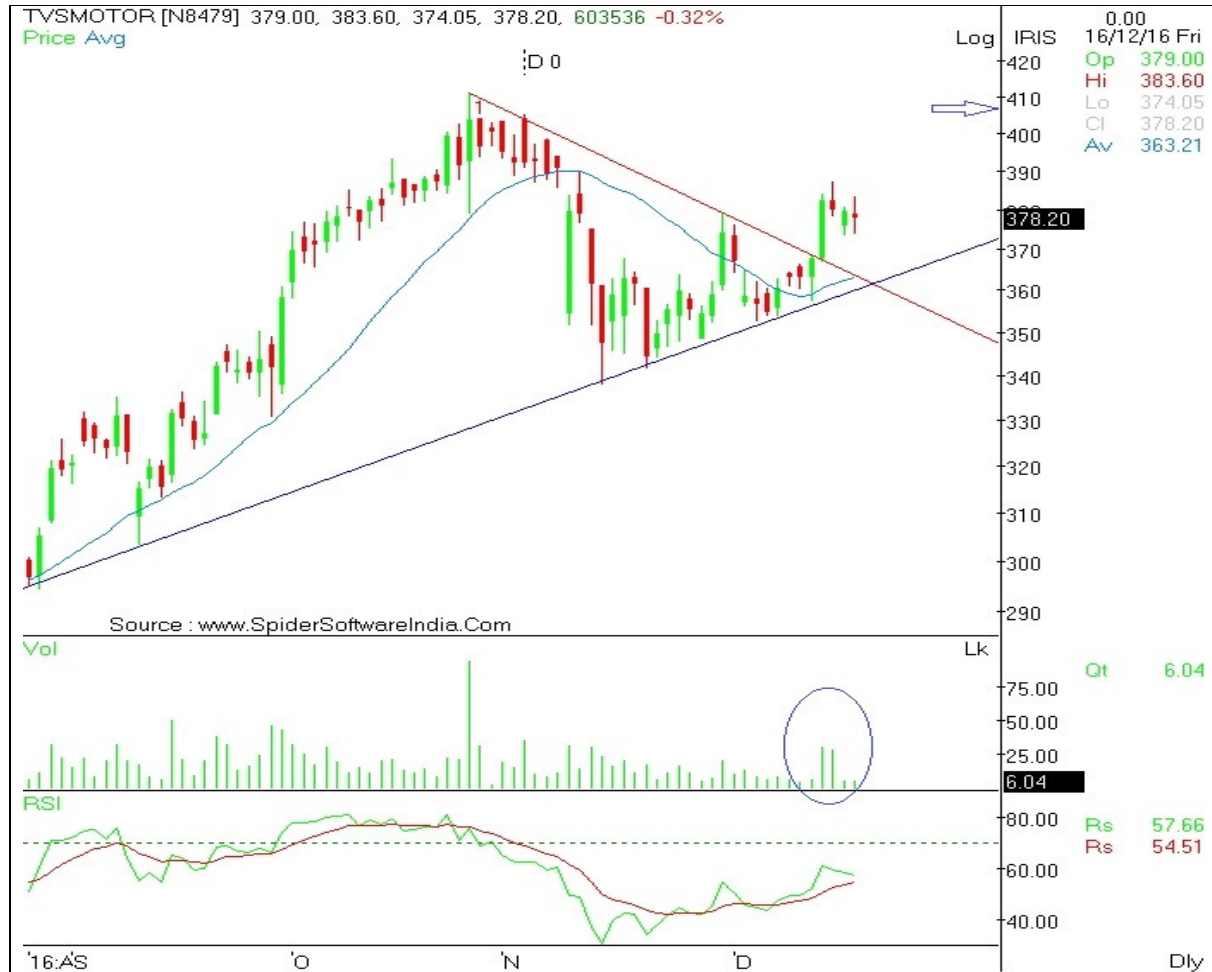 TVSMOTOR [N8479] 379.00, 383.60, 374.05, 378.20, 603536 -0.32%
0.00
Price Avg
Log
IRIS
16/12/16 Fri
D 0
Op 379.00
Hi 383.60
Lo 374.05
Cl 378.20
Av 363.21
420
410
400
390
378.20
370
360
350
340
330
320
310
300
290
1
Source : www.SpiderSoftwareIndia.Com
Vol
Lk
Qt 6.04
75.00
50.00
25.00
6.04
RSI
80.00
60.00
40.00
Rs 57.66
Rs 54.51
'16:A'S
'O
'N
'D
Dly